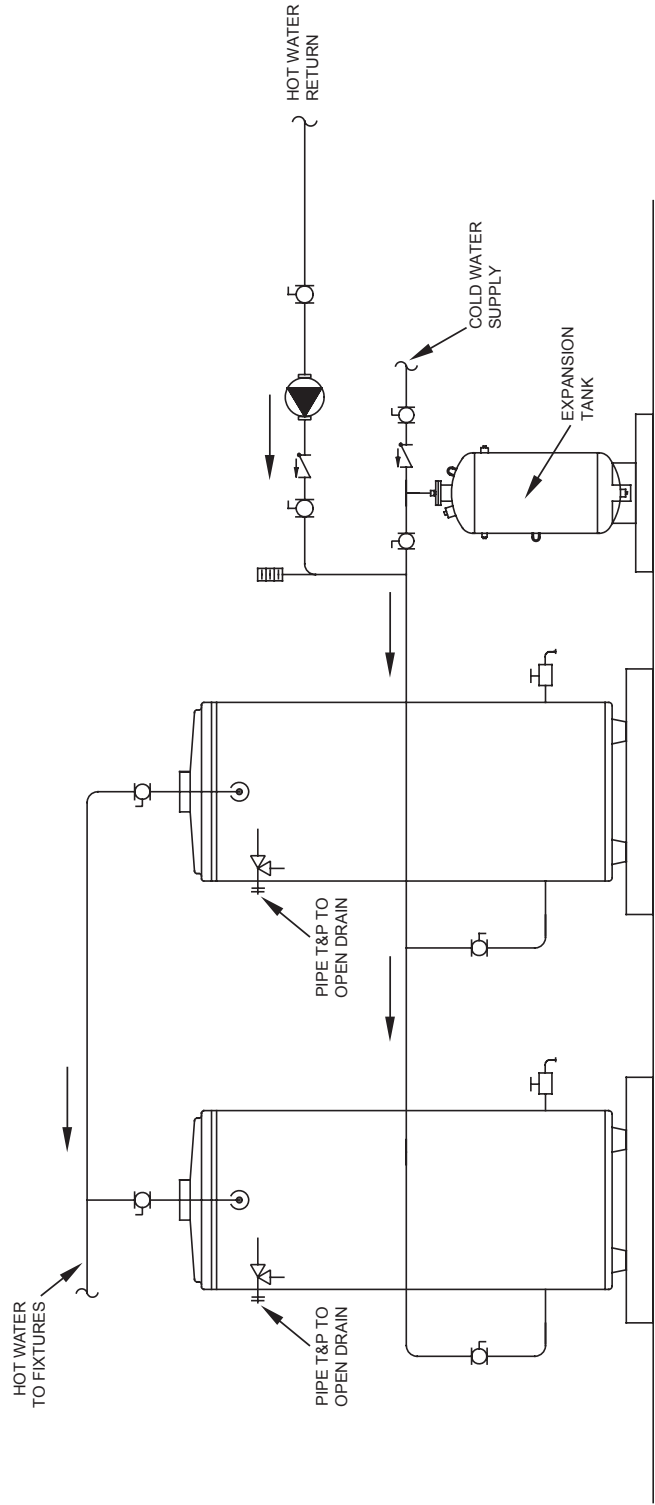 HOT WATER
TO FIXTURES
PIPE T&P TO
OPEN DRAIN
PIPE T&P TO
OPEN DRAIN
EXPANSION
TANK
COLD WATER
SUPPLY
HOT WATER
RETURN